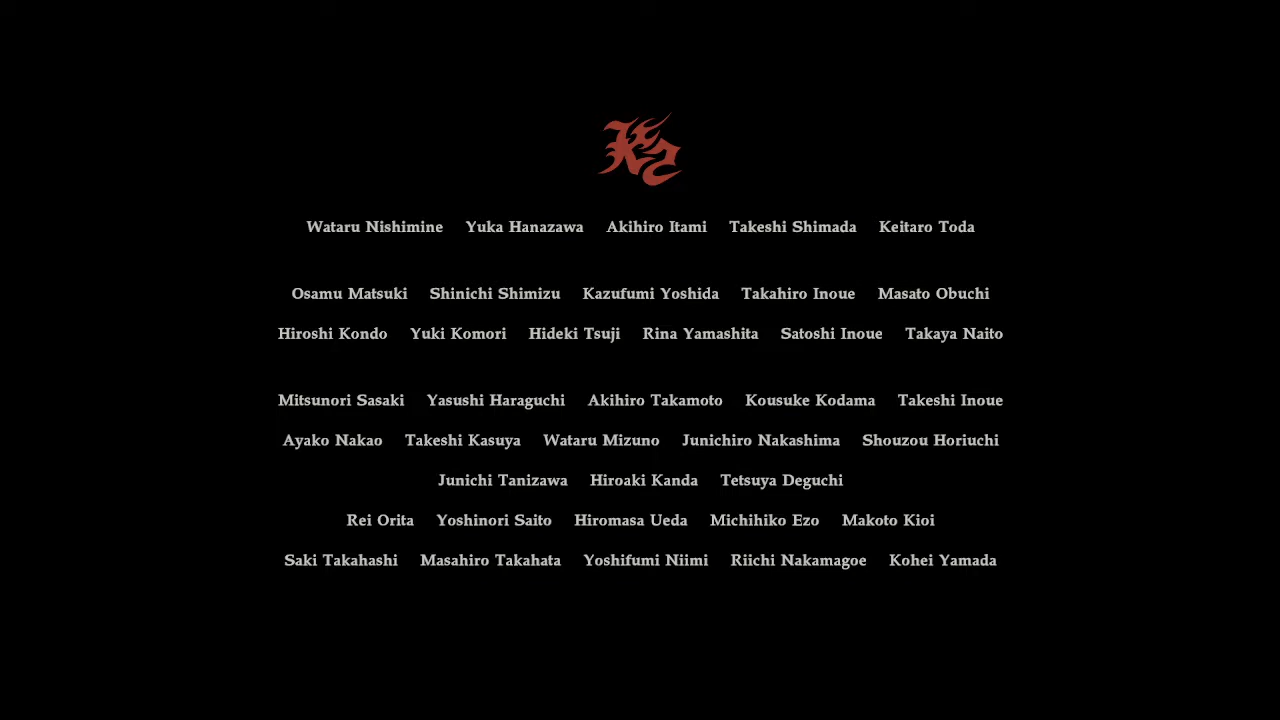 K2
Wataru Nishimine Yuka Hanazawa Akihiro Itami Takeshi Shimada Keitaro Toda
Osamu Matsuki Shinichi Shimizu Kazufumi Yoshida Takahiro Inoue Masato Obuchi
Hiroshi Kondo Yuki Komori Hideki Tsuji Rina Yamashita Satoshi Inoue Takaya Naito
Mitsunori Sasaki Yasushi Haraguchi Akihiro Takamoto Kousuke Kodama Takeshi Inoue
Ayako Nakao Takeshi Kasuya Wataru Mizuno Junichiro Nakashima Shouzou Horiuchi
Junichi Tanizawa Hiroaki Kanda Tetsuya Deguchi
Rei Orita Yoshinori Saito Hiromasa Ueda Michihiko Ezo Makoto Kioi
Saki Takahashi Masahiro Takahata Yoshifumi Niimi Riichi Nakamagoe Kohei Yamada